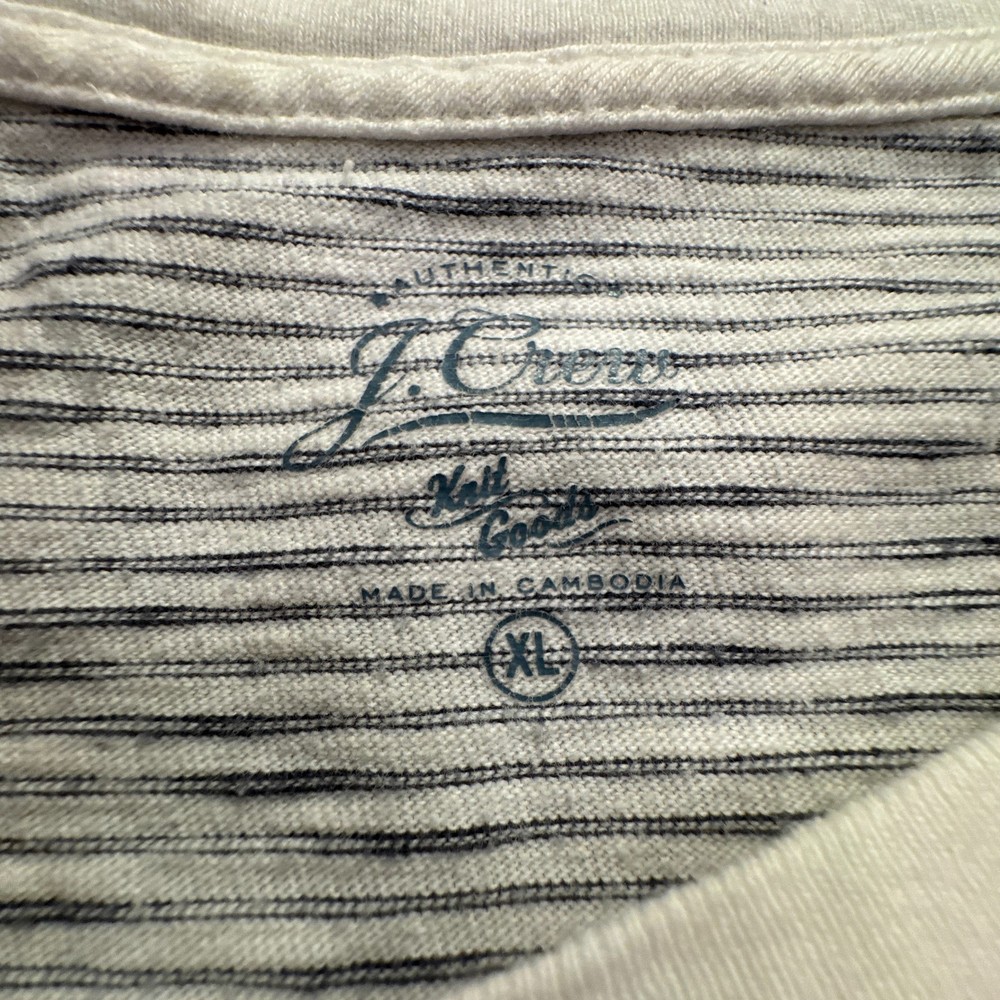 AUTHENTIC
J.Crew
Knit
Goods
MADE IN CAMBODIA
XL